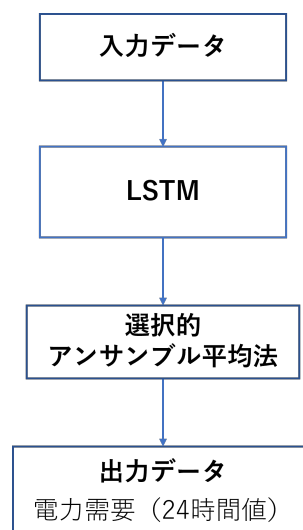 入力データ
LSTM
選択的
アンサンブル平均法
出力データ
電力需要（24時間値）